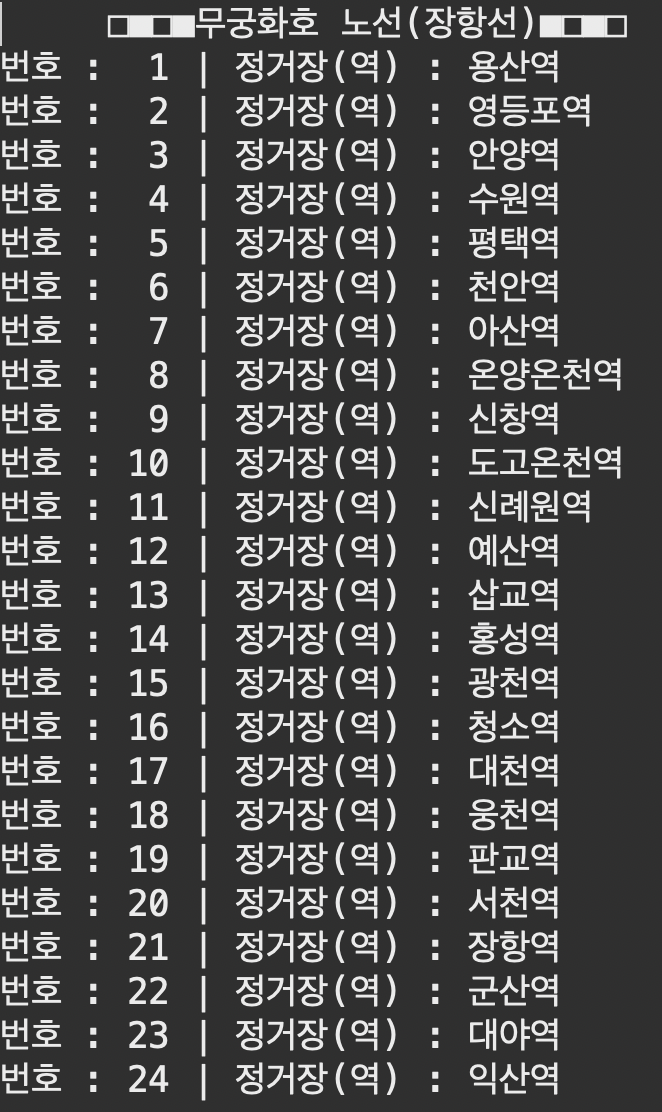 □■□■무궁화호 노선(장항선)■□■□
번호 :  1 | 정거장(역) : 용산역
번호 :  2 | 정거장(역) : 영등포역
번호 :  3 | 정거장(역) : 안양역
번호 :  4 | 정거장(역) : 수원역
번호 :  5 | 정거장(역) : 평택역
번호 :  6 | 정거장(역) : 천안역
번호 :  7 | 정거장(역) : 아산역
번호 :  8 | 정거장(역) : 온양온천역
번호 :  9 | 정거장(역) : 신창역
번호 : 10 | 정거장(역) : 도고온천역
번호 : 11 | 정거장(역) : 신례원역
번호 : 12 | 정거장(역) : 예산역
번호 : 13 | 정거장(역) : 삽교역
번호 : 14 | 정거장(역) : 홍성역
번호 : 15 | 정거장(역) : 광천역
번호 : 16 | 정거장(역) : 청소역
번호 : 17 | 정거장(역) : 대천역
번호 : 18 | 정거장(역) : 웅천역
번호 : 19 | 정거장(역) : 판교역
번호 : 20 | 정거장(역) : 서천역
번호 : 21 | 정거장(역) : 장항역
번호 : 22 | 정거장(역) : 군산역
번호 : 23 | 정거장(역) : 대야역
번호 : 24 | 정거장(역) : 익산역